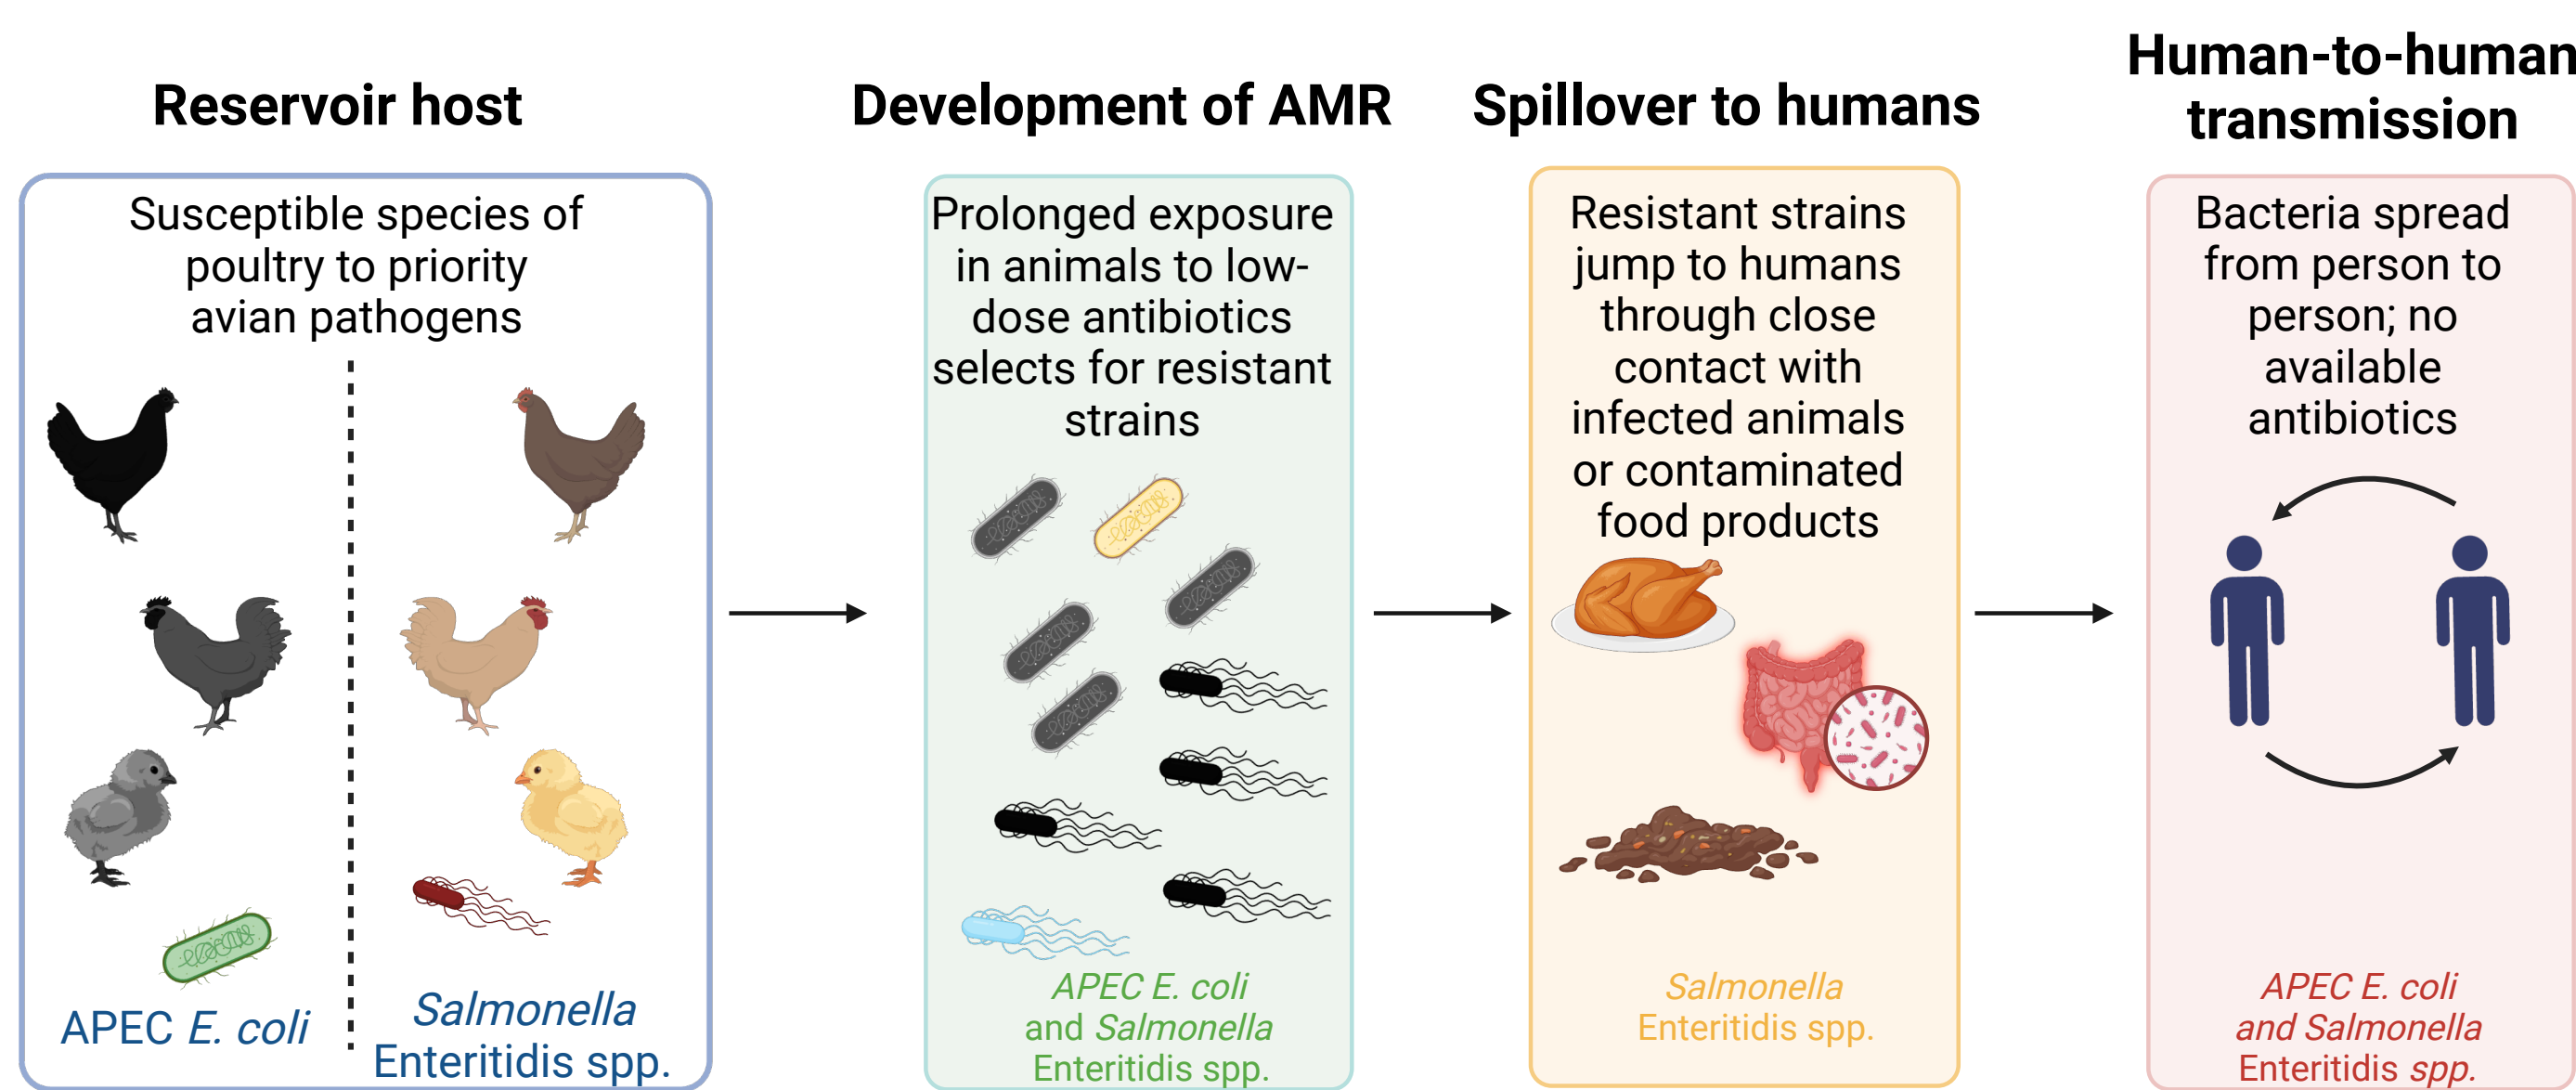 Reservoir host
Susceptible species of
poultry to priority
avian pathogens
APEC E. coli
Salmonella
Enteritidis spp.
Development of AMR
Prolonged exposure
in animals to low-
dose antibiotics
selects for resistant
strains
APEC E. coli
and Salmonella
Enteritidis spp.
Spillover to humans
Resistant strains
jump to humans
through close
contact with
infected animals
or contaminated
food products
Salmonella
Enteritidis spp.
Human-to-human
transmission
Bacteria spread
from person to
person; no
available
antibiotics
APEC E. coli
and Salmonella
Enteritidis spp.